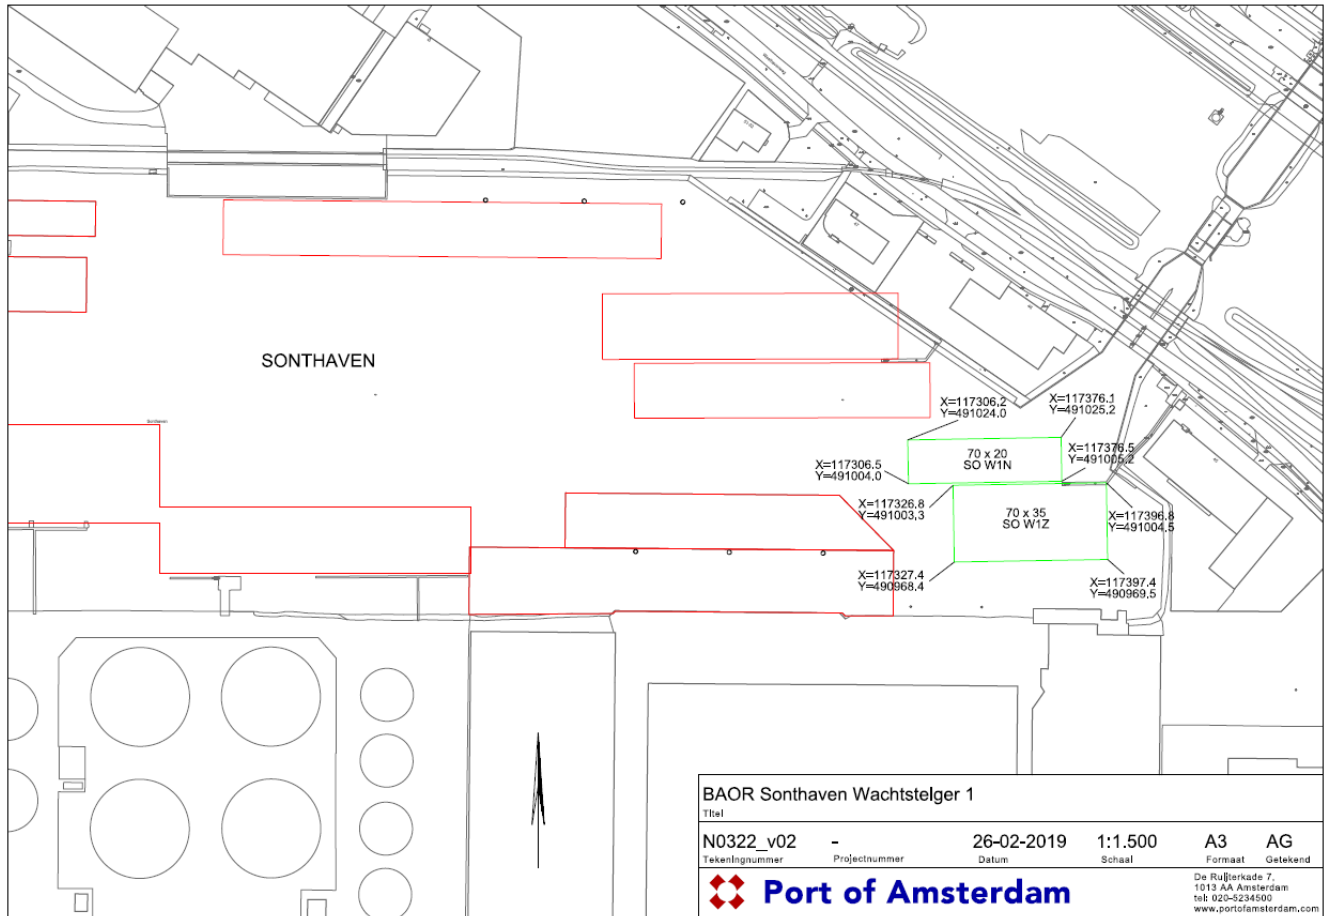 SONTHAVEN
Sonthaven
X=117306.2
Y=491024.0
X=117376.1
Y=491025.2
70 x 20
SO W1N
X=117376.5
Y=491005.2
X=117306.5
Y=491004.0
X=117326.8
Y=491003,3
70 x 35
SO W1Z
X=117396.8
Y=491004.5
X=117327.4
Y=490968.4
X=117397.4
Y=490969,5
BAOR Sonthaven Wachtsteiger 1
Titel
N0322_v02 - 26-02-2019 1:1.500 A3 AG
Tekeningnummer Projectnummer Datum Schaal Formaat Getekend
Port of Amsterdam
De Ruijterkade 7,
1013 AA Amsterdam
tel: 020-5234500
www.portofamsterdam.com